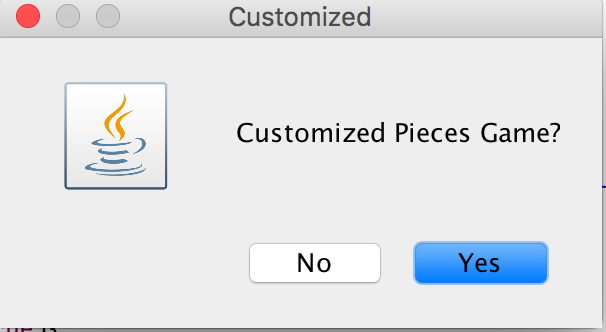 Customized
Customized Pieces Game?
No
Yes